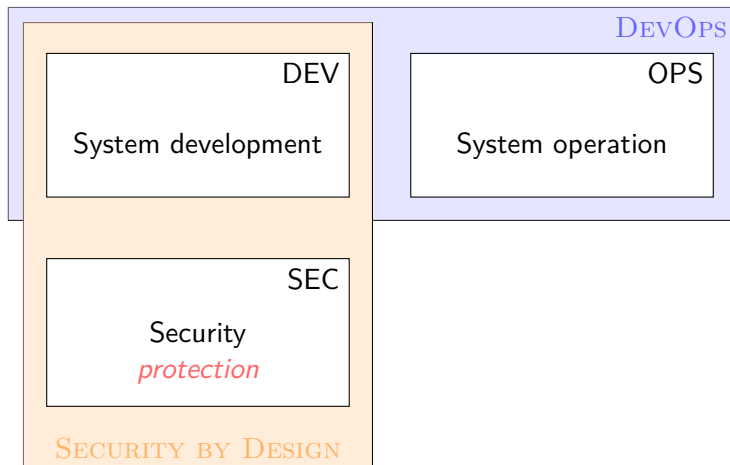 DevOps
DEV
System development
OPS
System operation
SEC
Security
protection
Security by Design